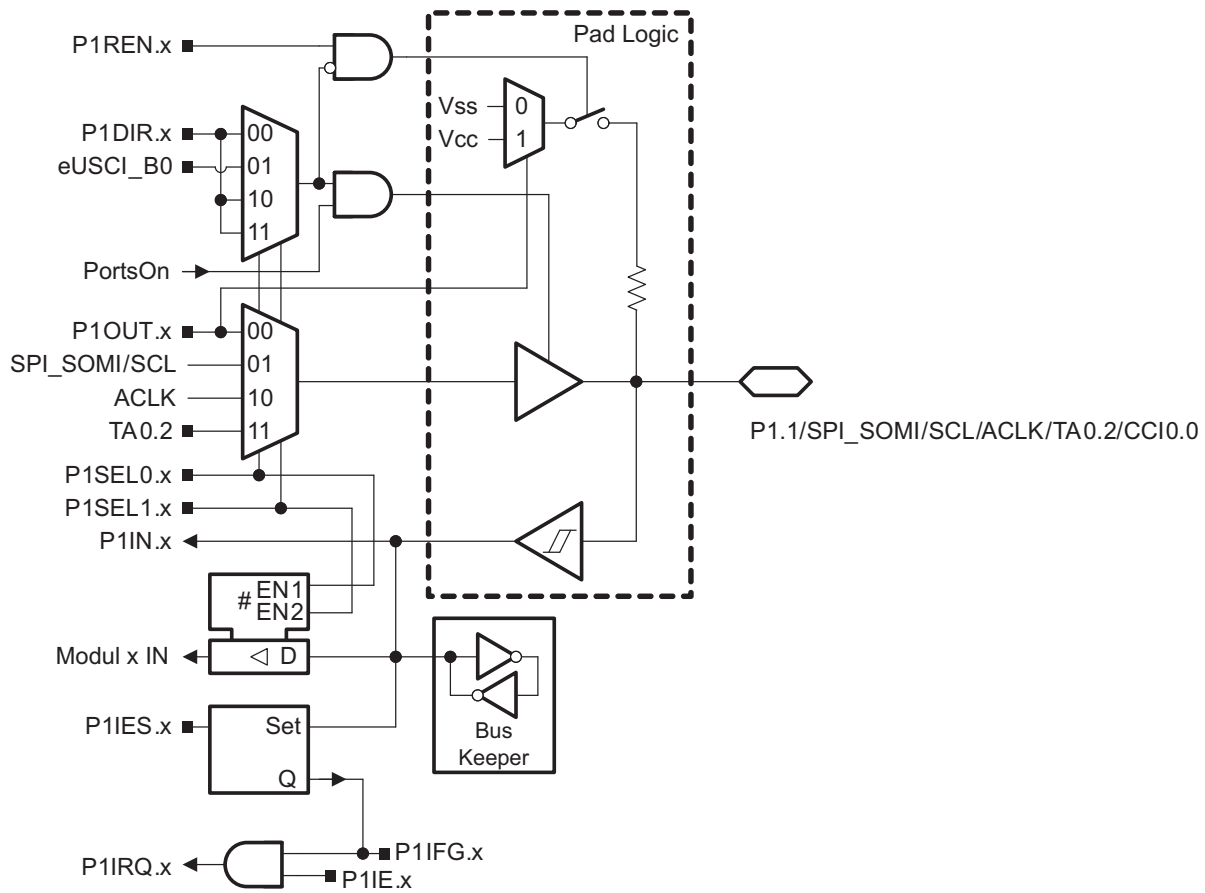 Pad Logic
P1REN.x
Vss
0
Vcc
1
P1DIR.x
00
eUSCI_B0
01
10
11
PortsOn
P1OUT.x
00
SPI_SOMI/SCL
01
ACLK
10
TA0.2
11
P1.1/SPI_SOMI/SCL/ACLK/TA0.2/CCI0.0
P1SEL0.x
P1SEL1.x
P1IN.x
#
EN1
EN2
Modul x IN
D
P1IES.x
Set
Q
Bus
Keeper
P1IFG.x
P1IRQ.x
P1IE.x